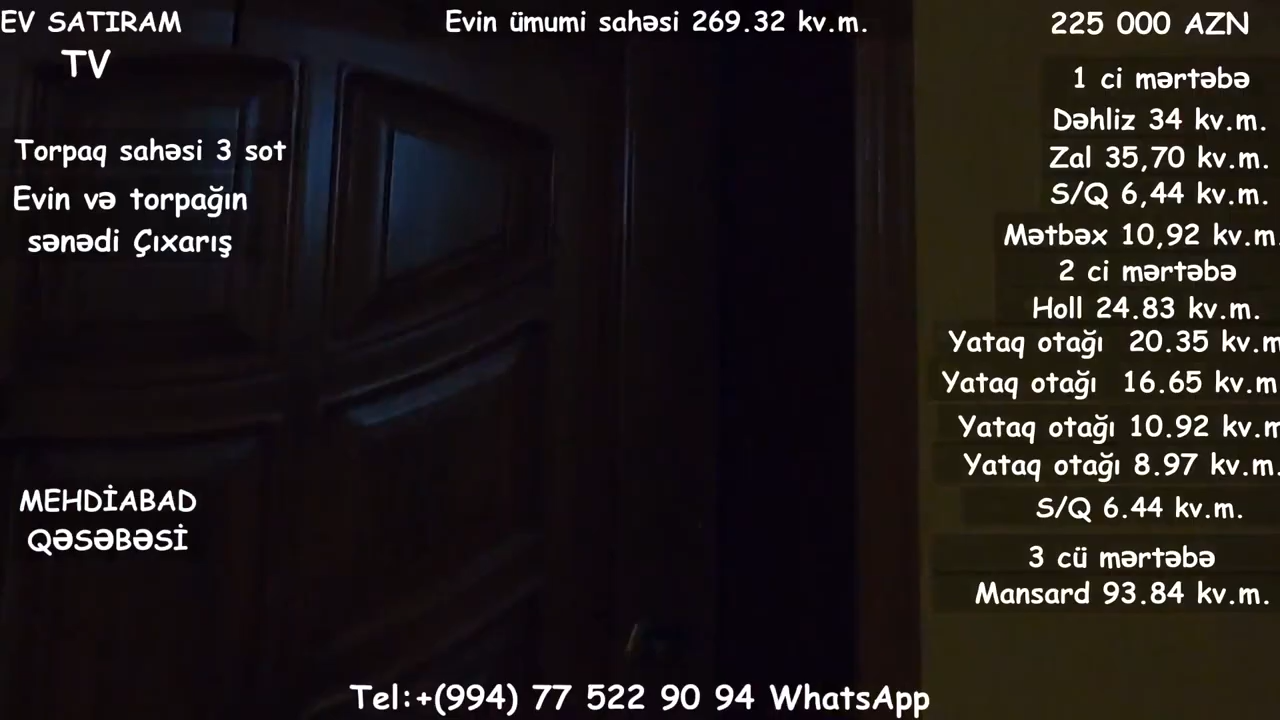 EV SATIRAM
TV
Evin ümumi sahəsi 269.32 kv.m.
225 000 AZN
Torpaq sahəsi 3 sot
Evin və torpağın
sənədi Çıxarış
MEHDİABAD
QƏSƏBƏSİ
1 ci mərtəbə
Dəhliz 34 kv.m.
Zal 35,70 kv.m.
S/Q 6,44 kv.m.
Mətbəx 10,92 kv.m.
2 ci mərtəbə
Holl 24.83 kv.m.
Yataq otağı 20.35 kv.m
Yataq otağı 16.65 kv.m
Yataq otağı 10.92 kv.m
Yataq otağı 8.97 kv.m.
S/Q 6.44 kv.m.
3 cü mərtəbə
Mansard 93.84 kv.m.
Tel:+(994) 77 522 90 94 WhatsApp